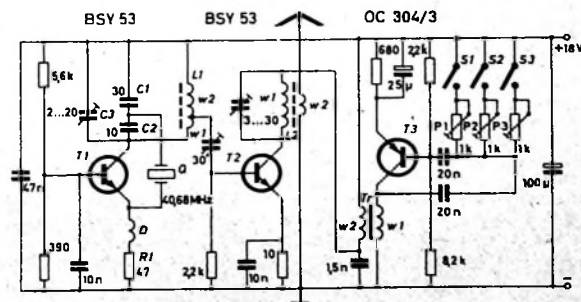 BSY 53
BSY 53
OC 304/3
+18V
5,6k
30
C1
L1
w2
w1
2...20
C3
10
C2
30
3...30
w1
w2
680
25µ
22k
S1
S2
S3
P1
P2
P3
1k
1k
1k
T1
Q
40,68MHz
T2
T3
20n
20n
100µ
47n
390
10n
D
R1
47
2,2k
10n
10
Tr
w2
w1
1,5n
8,2k